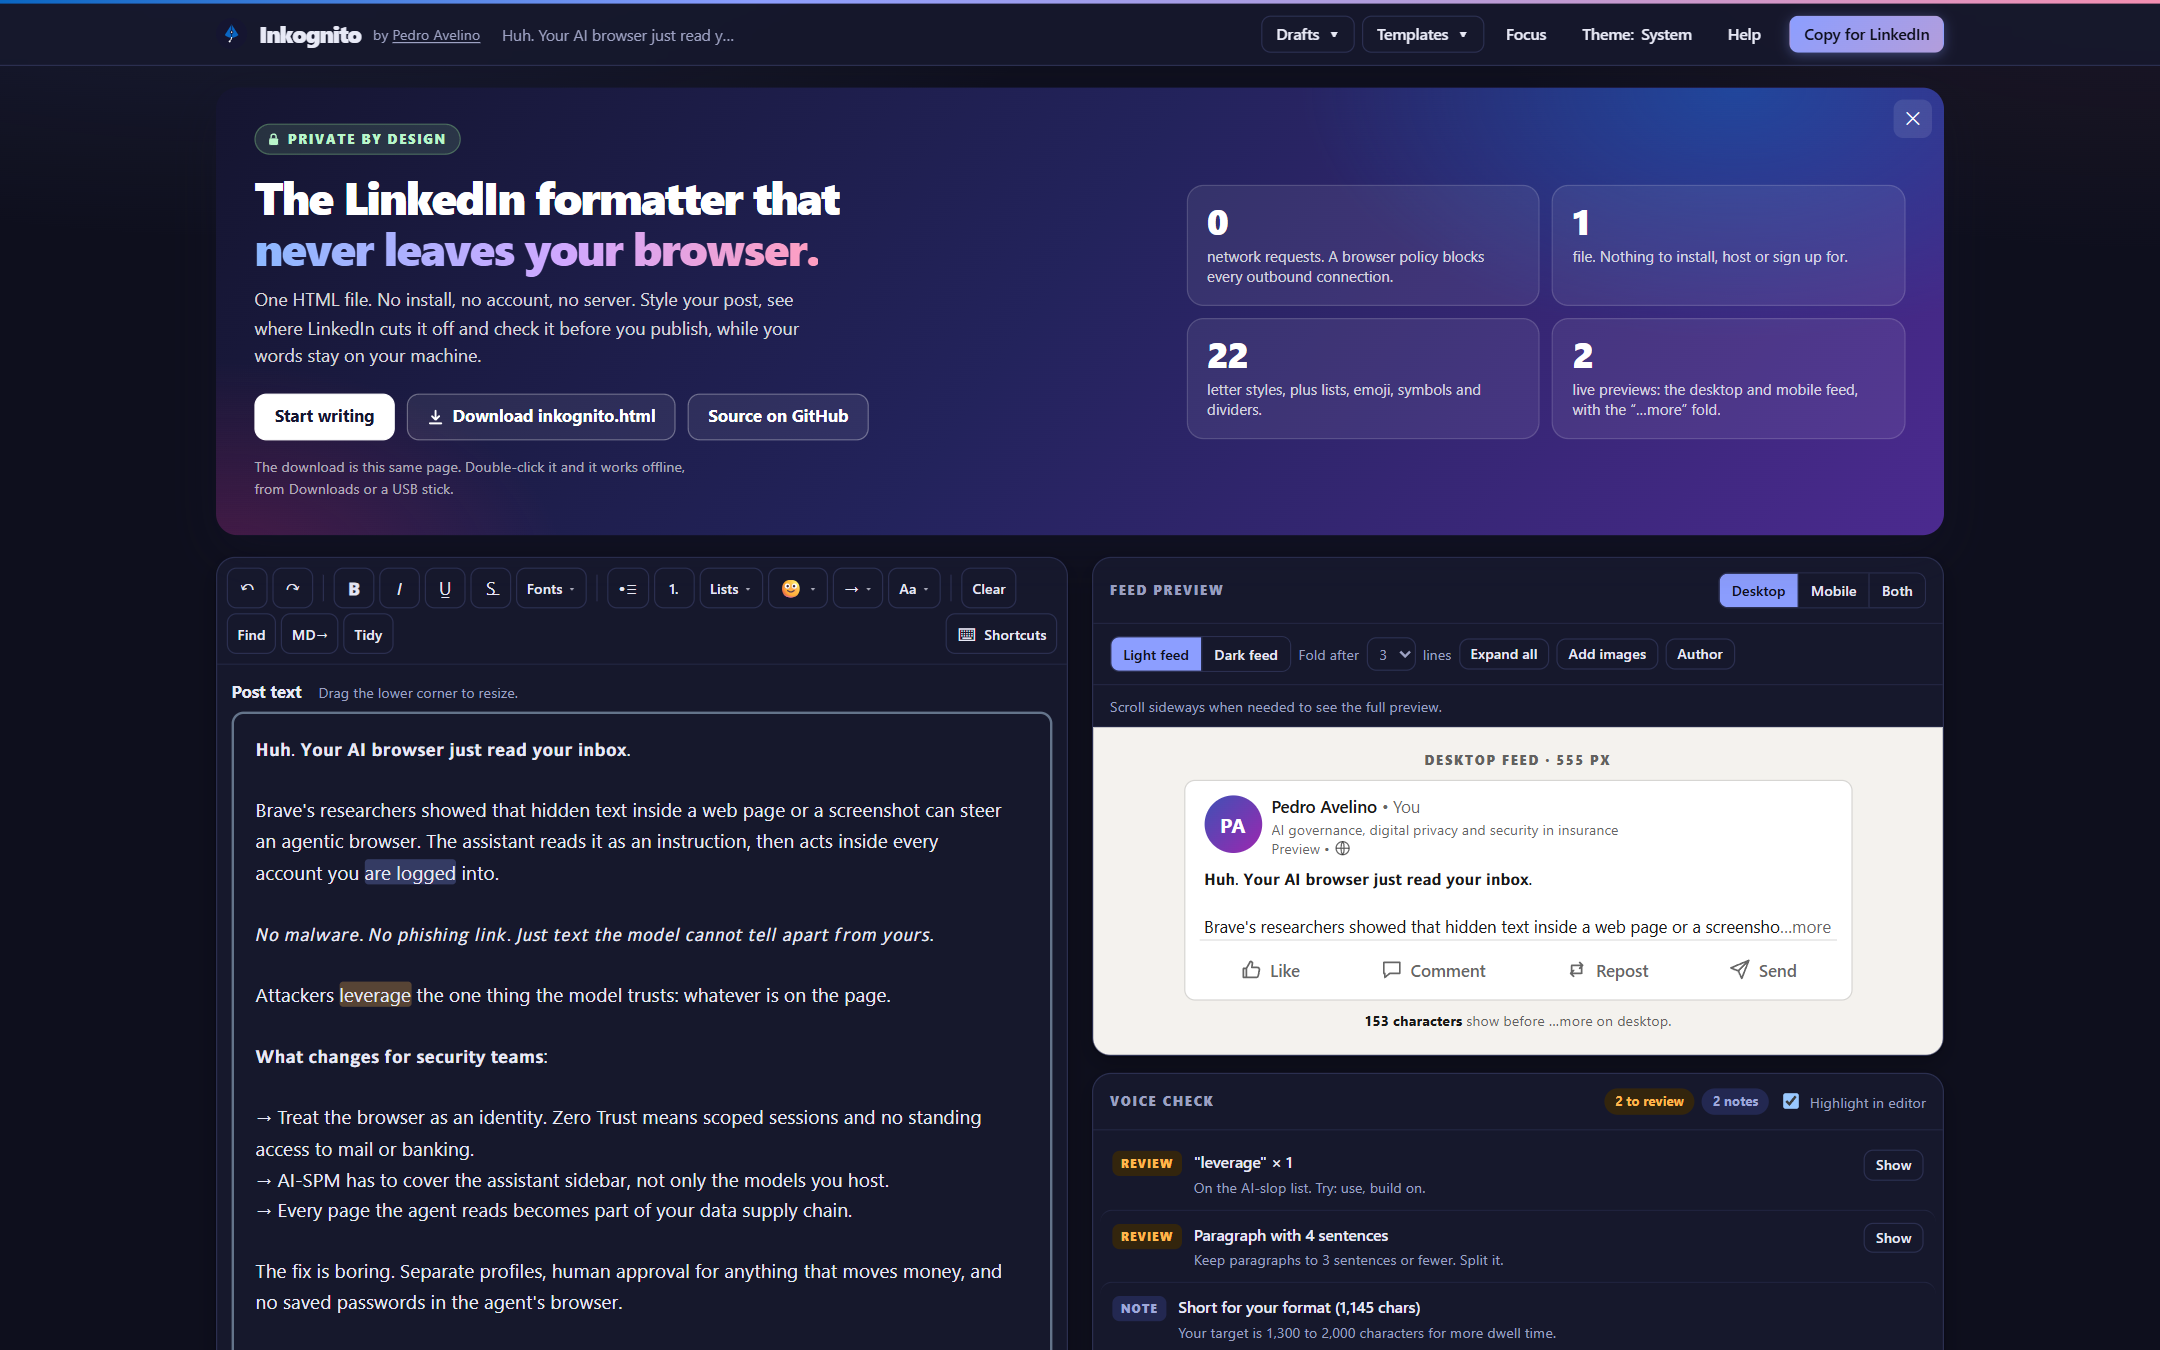 Inkognito by Pedro Avelino Huh. Your AI browser just read y... Drafts ▼ Templates ▼ Focus Theme: System Help Copy for LinkedIn
PRIVATE BY DESIGN
The LinkedIn formatter that
never leaves your browser.
One HTML file. No install, no account, no server. Style your post, see
where LinkedIn cuts it off and check it before you publish, while your
words stay on your machine.
Start writing Download inkognito.html Source on GitHub
The download is this same page. Double-click it and it works offline,
from Downloads or a USB stick.
0
network requests. A browser policy blocks
every outbound connection.
1
file. Nothing to install, host or sign up for.
22
letter styles, plus lists, emoji, symbols and
dividers.
2
live previews: the desktop and mobile feed,
with the “…more” fold.
B I U S Fonts 1. Lists → Aa Clear
Find MD→ Tidy Shortcuts
Post text Drag the lower corner to resize.
Huh. Your AI browser just read your inbox.
Brave's researchers showed that hidden text inside a web page or a screenshot can steer
an agentic browser. The assistant reads it as an instruction, then acts inside every
account you are logged into.
No malware. No phishing link. Just text the model cannot tell apart from yours.
Attackers leverage the one thing the model trusts: whatever is on the page.
What changes for security teams:
→ Treat the browser as an identity. Zero Trust means scoped sessions and no standing
access to mail or banking.
→ AI-SPM has to cover the assistant sidebar, not only the models you host.
→ Every page the agent reads becomes part of your data supply chain.
The fix is boring. Separate profiles, human approval for anything that moves money, and
no saved passwords in the agent's browser.
FEED PREVIEW Desktop Mobile Both
Light feed Dark feed Fold after 3 lines Expand all Add images Author
Scroll sideways when needed to see the full preview.
DESKTOP FEED · 555 PX
PA
Pedro Avelino • You
AI governance, digital privacy and security in insurance
Preview •
Huh. Your AI browser just read your inbox.
Brave's researchers showed that hidden text inside a web page or a screensho...more
Like Comment Repost Send
153 characters show before ...more on desktop.
VOICE CHECK 2 to review 2 notes Highlight in editor
REVIEW "leverage" × 1 Show
On the AI-slop list. Try: use, build on.
REVIEW Paragraph with 4 sentences Show
Keep paragraphs to 3 sentences or fewer. Split it.
NOTE Short for your format (1,145 chars)
Your target is 1,300 to 2,000 characters for more dwell time.